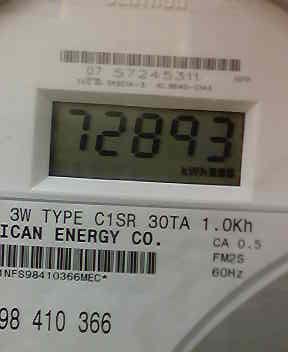 07 57245311
72893
kWh
3W TYPE C1SR 30TA 1.0Kh
ICAN ENERGY CO.
CA 0.5
FM2S
60Hz
1NFS98410366MEC*
98 410 366